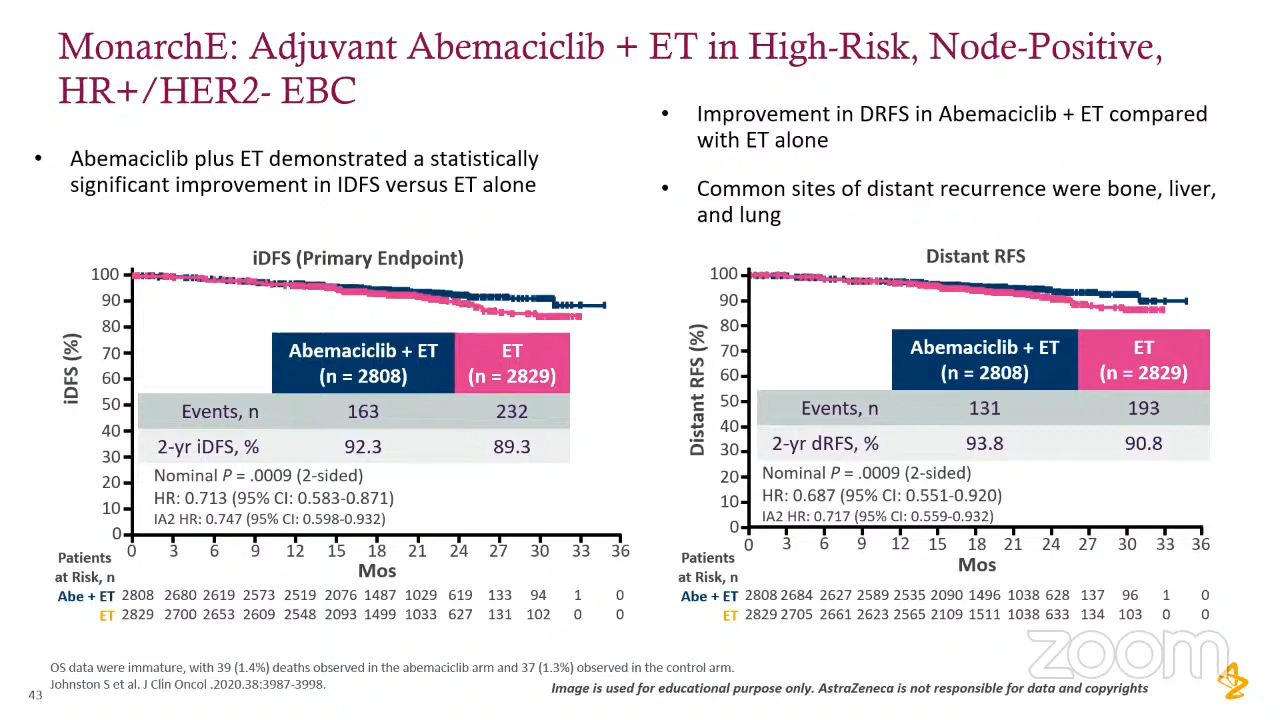 MonarchE: Adjuvant Abemaciclib + ET in High-Risk, Node-Positive,
HR+/HER2- EBC
• Abemaciclib plus ET demonstrated a statistically
significant improvement in IDFS versus ET alone
• Improvement in DRFS in Abemaciclib + ET compared
with ET alone
• Common sites of distant recurrence were bone, liver,
and lung
iDFS (Primary Endpoint)
iDFS (%)
100
90
80
70
60
50
40
30
20
10
0
Abemaciclib + ET ET
(n = 2808) (n = 2829)
Events, n 163 232
2-yr iDFS, % 92.3 89.3
Nominal P = .0009 (2-sided)
HR: 0.713 (95% CI: 0.583-0.871)
IA2 HR: 0.747 (95% CI: 0.598-0.932)
0 3 6 9 12 15 18 21 24 27 30 33 36
Mos
Patients
at Risk, n
Abe + ET 2808 2680 2619 2573 2519 2076 1487 1029 619 133 94 1 0
ET 2829 2700 2653 2609 2548 2093 1499 1033 627 131 102 0 0
Distant RFS
Distant RFS (%)
100
90
80
70
60
50
40
30
20
10
0
Abemaciclib + ET ET
(n = 2808) (n = 2829)
Events, n 131 193
2-yr dRFS, % 93.8 90.8
Nominal P = .0009 (2-sided)
HR: 0.687 (95% CI: 0.551-0.920)
IA2 HR: 0.717 (95% CI: 0.559-0.932)
0 3 6 9 12 15 18 21 24 27 30 33 36
Mos
Patients
at Risk, n
Abe + ET 2808 2684 2627 2589 2535 2090 1496 1038 628 137 96 1 0
ET 2829 2705 2661 2623 2565 2109 1511 1038 633 134 103 0 0
zoom
OS data were immature, with 39 (1.4%) deaths observed in the abemaciclib arm and 37 (1.3%) observed in the control arm.
Johnston S et al. J Clin Oncol .2020.38:3987-3998.
43
Image is used for educational purpose only. AstraZeneca is not responsible for data and copyrights